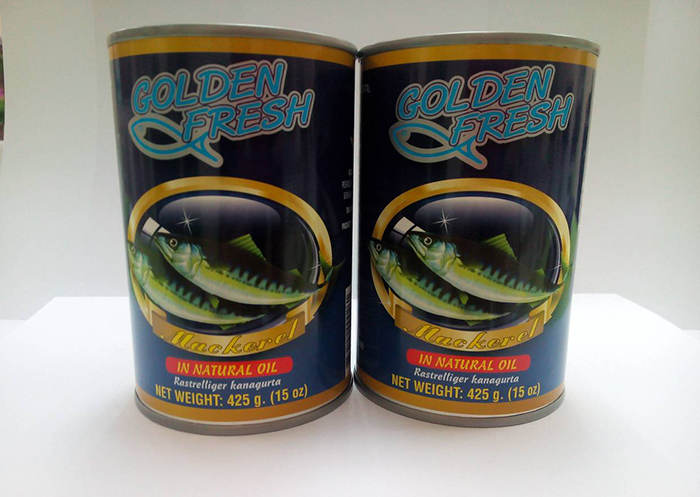 GOLDEN
FRESH
Mackerel
IN NATURAL OIL
Rastrelliger kanagurta
NET WEIGHT: 425 g. (15 oz)
GOLDEN
FRESH
Mackerel
IN NATURAL OIL
Rastrelliger kanagurta
NET WEIGHT: 425 g. (15 oz)